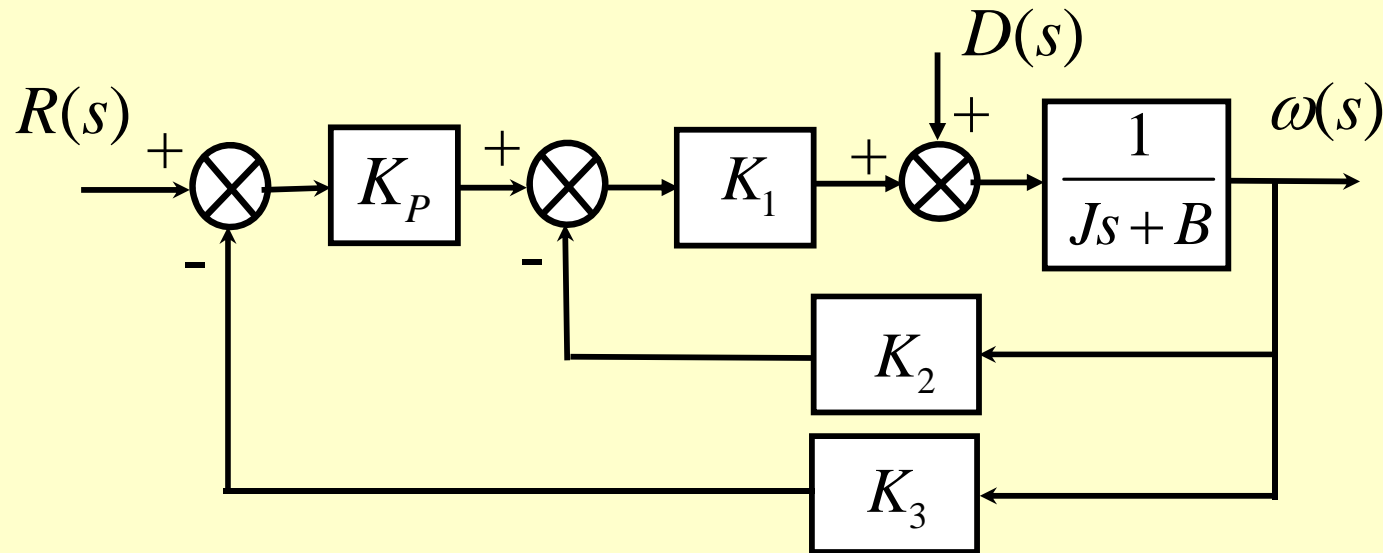 D(s)
R(s)
ω(s)
+
+
+
+
K_P
K_1
1
Js + B
-
-
K_2
K_3